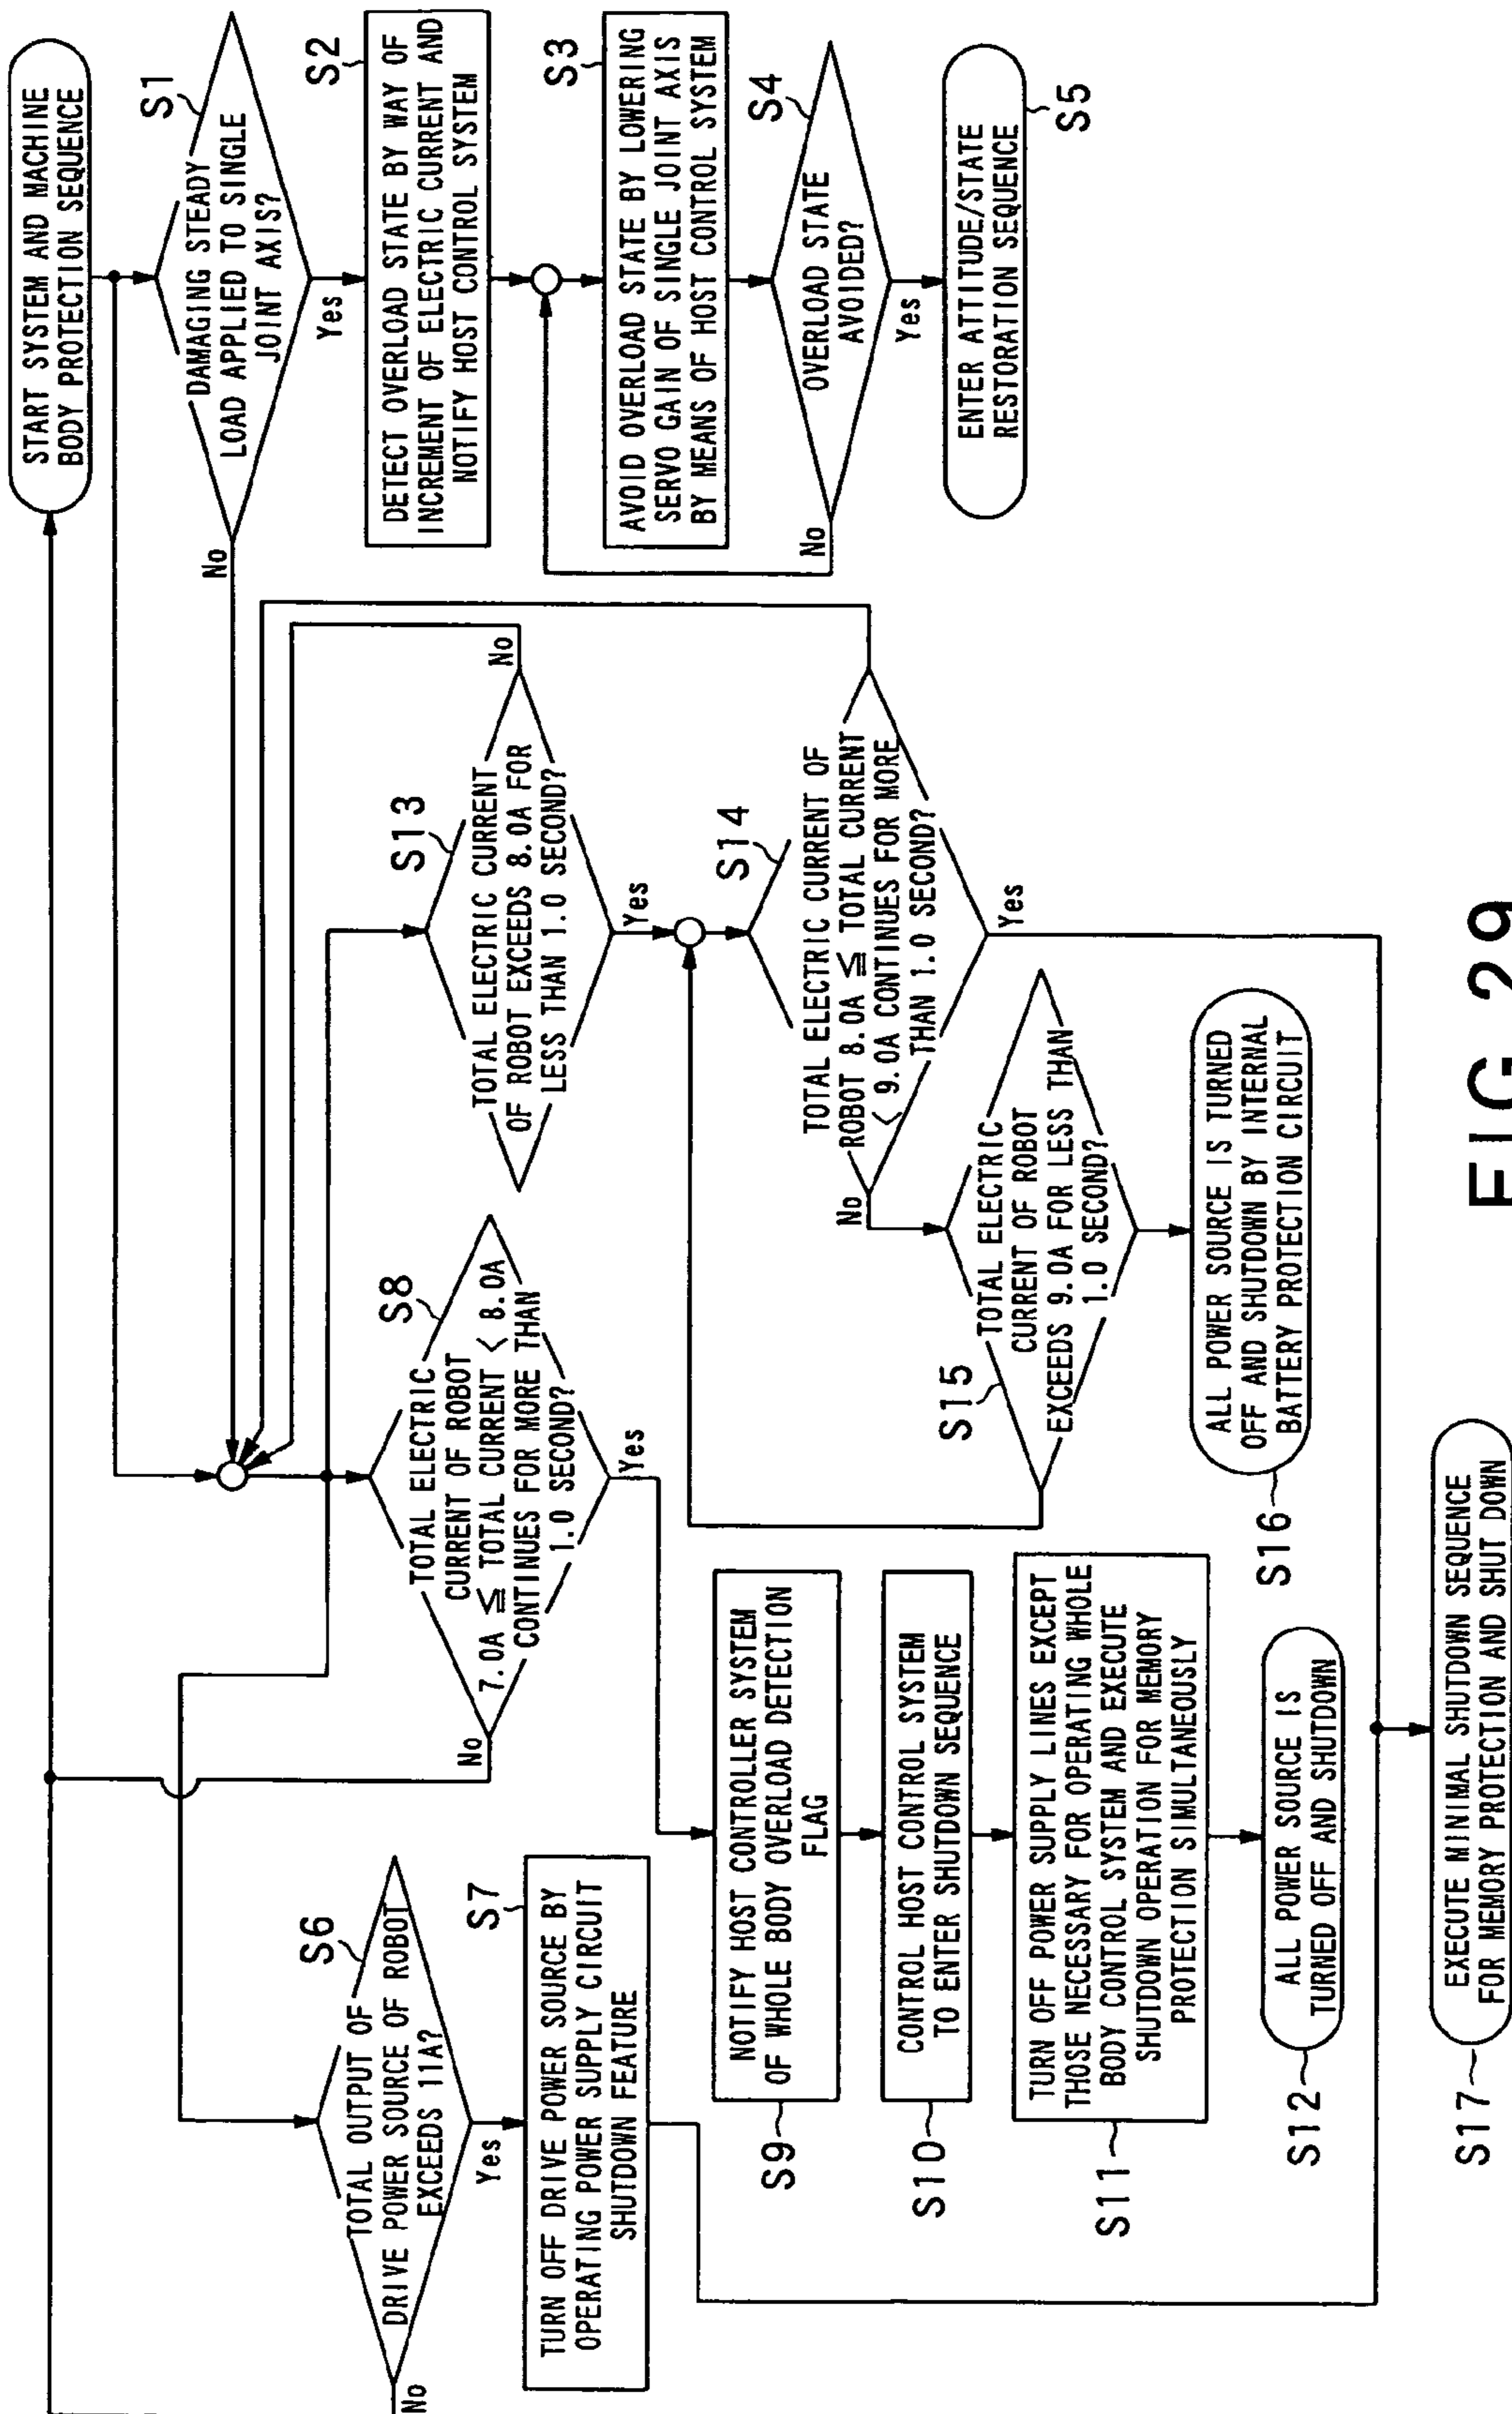 START SYSTEM AND MACHINE
BODY PROTECTION SEQUENCE
S1
DAMAGING STEADY
LOAD APPLIED TO SINGLE
JOINT AXIS?
No
Yes
S2
DETECT OVERLOAD STATE BY WAY OF
INCREMENT OF ELECTRIC CURRENT AND
NOTIFY HOST CONTROL SYSTEM
S3
AVOID OVERLOAD STATE BY LOWERING
SERVO GAIN OF SINGLE JOINT AXIS
BY MEANS OF HOST CONTROL SYSTEM
S4
OVERLOAD STATE
AVOIDED?
No
Yes
ENTER ATTITUDE/STATE
RESTORATION SEQUENCE
S5
S6
TOTAL OUTPUT OF
DRIVE POWER SOURCE OF ROBOT
EXCEEDS 11A?
No
Yes
S7
TURN OFF DRIVE POWER SOURCE BY
OPERATING POWER SUPPLY CIRCUIT
SHUTDOWN FEATURE
S8
TOTAL ELECTRIC
CURRENT OF ROBOT
7.0A ≦ TOTAL CURRENT < 8.0A
CONTINUES FOR MORE THAN
1.0 SECOND?
No
Yes
S9
NOTIFY HOST CONTROLLER SYSTEM
OF WHOLE BODY OVERLOAD DETECTION
FLAG
S10
CONTROL HOST CONTROL SYSTEM
TO ENTER SHUTDOWN SEQUENCE
S11
TURN OFF POWER SUPPLY LINES EXCEPT
THOSE NECESSARY FOR OPERATING WHOLE
BODY CONTROL SYSTEM AND EXECUTE
SHUTDOWN OPERATION FOR MEMORY
PROTECTION SIMULTANEOUSLY
S12
ALL POWER SOURCE IS
TURNED OFF AND SHUTDOWN
S13
TOTAL ELECTRIC CURRENT
OF ROBOT EXCEEDS 8.0A FOR
LESS THAN 1.0 SECOND?
No
Yes
S14
TOTAL ELECTRIC CURRENT OF
ROBOT 8.0A ≦ TOTAL CURRENT
< 9.0A CONTINUES FOR MORE
THAN 1.0 SECOND?
No
Yes
S15
TOTAL ELECTRIC
CURRENT OF ROBOT
EXCEEDS 9.0A FOR LESS THAN
1.0 SECOND?
S16
ALL POWER SOURCE IS TURNED
OFF AND SHUTDOWN BY INTERNAL
BATTERY PROTECTION CIRCUIT
S17
EXECUTE MINIMAL SHUTDOWN SEQUENCE
FOR MEMORY PROTECTION AND SHUT DOWN
FIG. 29